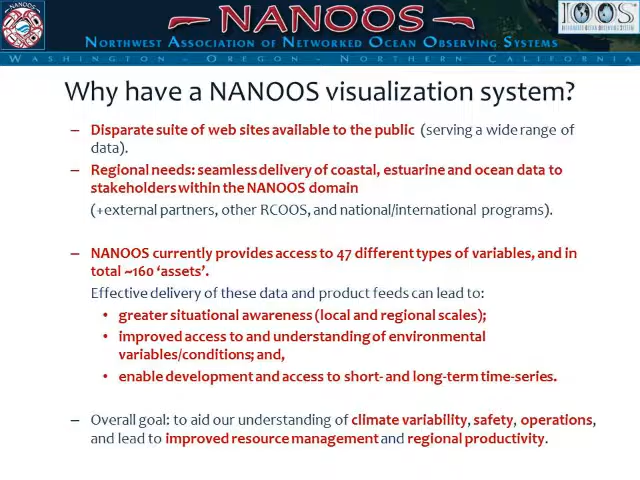 NANOOS
IOOS
Northwest Association of Networked Ocean Observing Systems
Washington - Oregon - Northern California
Why have a NANOOS visualization system?
– Disparate suite of web sites available to the public (serving a wide range of
data).
– Regional needs: seamless delivery of coastal, estuarine and ocean data to
stakeholders within the NANOOS domain
(+external partners, other RCOOS, and national/international programs).
– NANOOS currently provides access to 47 different types of variables, and in
total ~160 ‘assets’.
Effective delivery of these data and product feeds can lead to:
• greater situational awareness (local and regional scales);
• improved access to and understanding of environmental
variables/conditions; and,
• enable development and access to short- and long-term time-series.
– Overall goal: to aid our understanding of climate variability, safety, operations,
and lead to improved resource management and regional productivity.